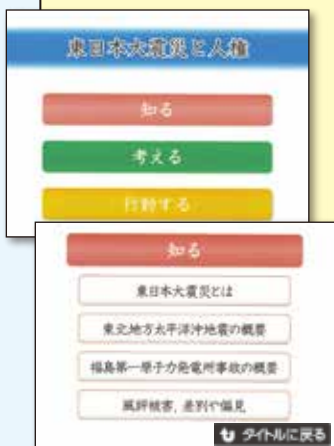 東日本大震災と人権
知る
考える
行動する
知る
東日本大震災とは
東北地方太平洋沖地震の概要
福島第一原子力発電所事故の概要
風評被害,差別や偏見
タイトルに戻る